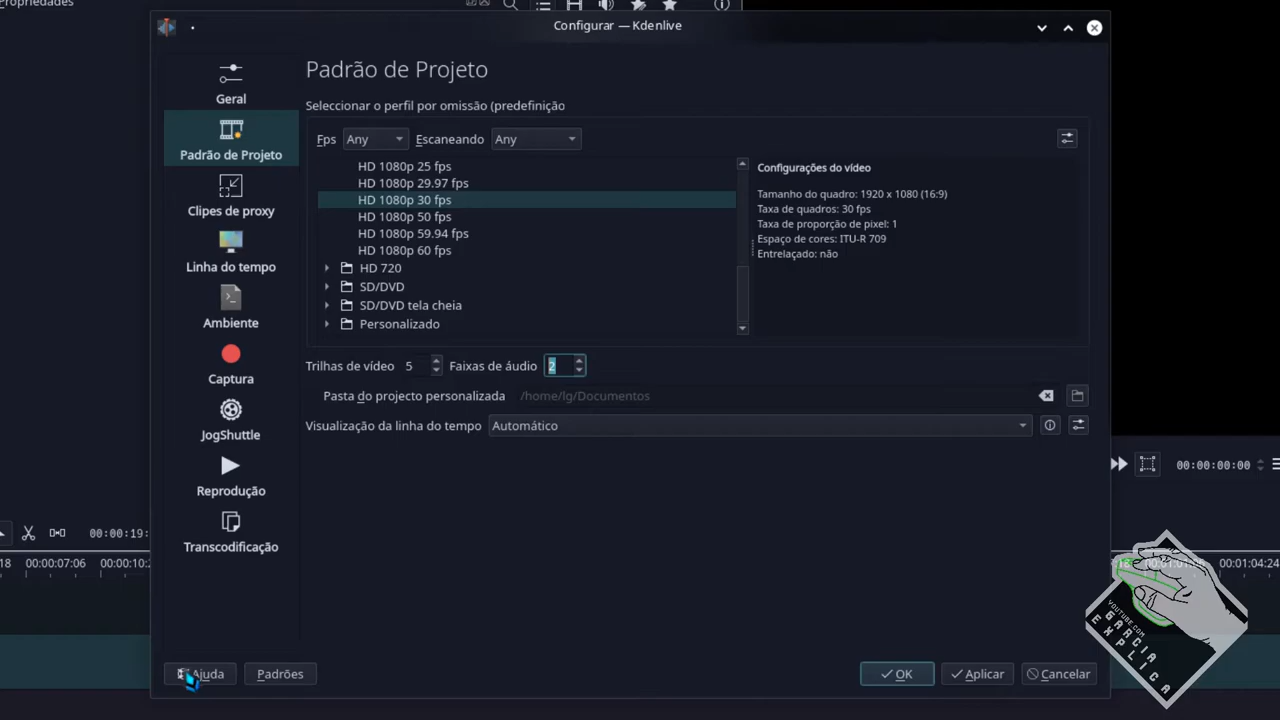 Propriedades
Configurar — Kdenlive
Padrão de Projeto
Geral
Padrão de Projeto
Clipes de proxy
Linha do tempo
Ambiente
Captura
JogShuttle
Reprodução
Transcodificação
Seleccionar o perfil por omissão (predefinição
Fps Any Escaneando Any
HD 1080p 25 fps
HD 1080p 29.97 fps
HD 1080p 30 fps
HD 1080p 50 fps
HD 1080p 59.94 fps
HD 1080p 60 fps
HD 720
SD/DVD
SD/DVD tela cheia
Personalizado
Configurações do vídeo
Tamanho do quadro: 1920 x 1080 (16:9)
Taxa de quadros: 30 fps
Taxa de proporção de pixel: 1
Espaço de cores: ITU-R 709
Entrelaçado: não
Trilhas de vídeo 5 Faixas de áudio 2
Pasta do projecto personalizada /home/lg/Documentos
Visualização da linha do tempo Automático
00:00:00:00
00:00:19:
:18 00:00:07:06 00:00:10:2
00:01:04:24
Ajuda Padrões OK Aplicar Cancelar
YOUTUBE.COM
GARCIA
EXPLICA